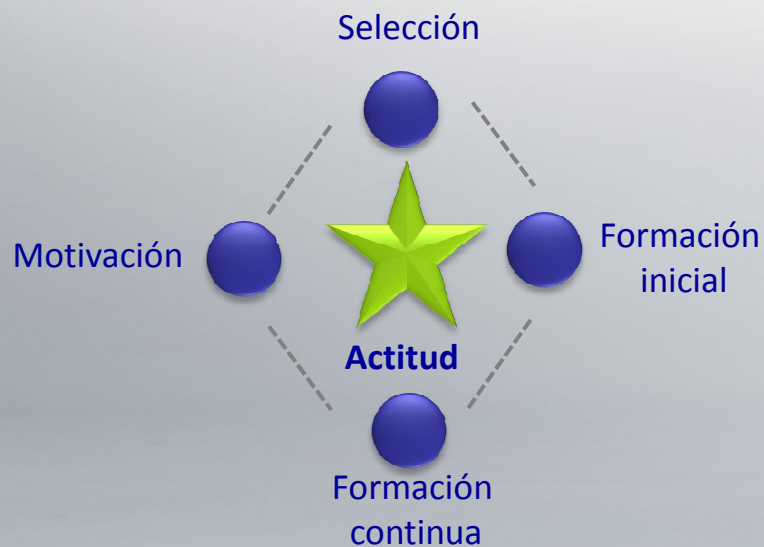 Selección
Motivación
Formación
inicial
Actitud
Formación
continua